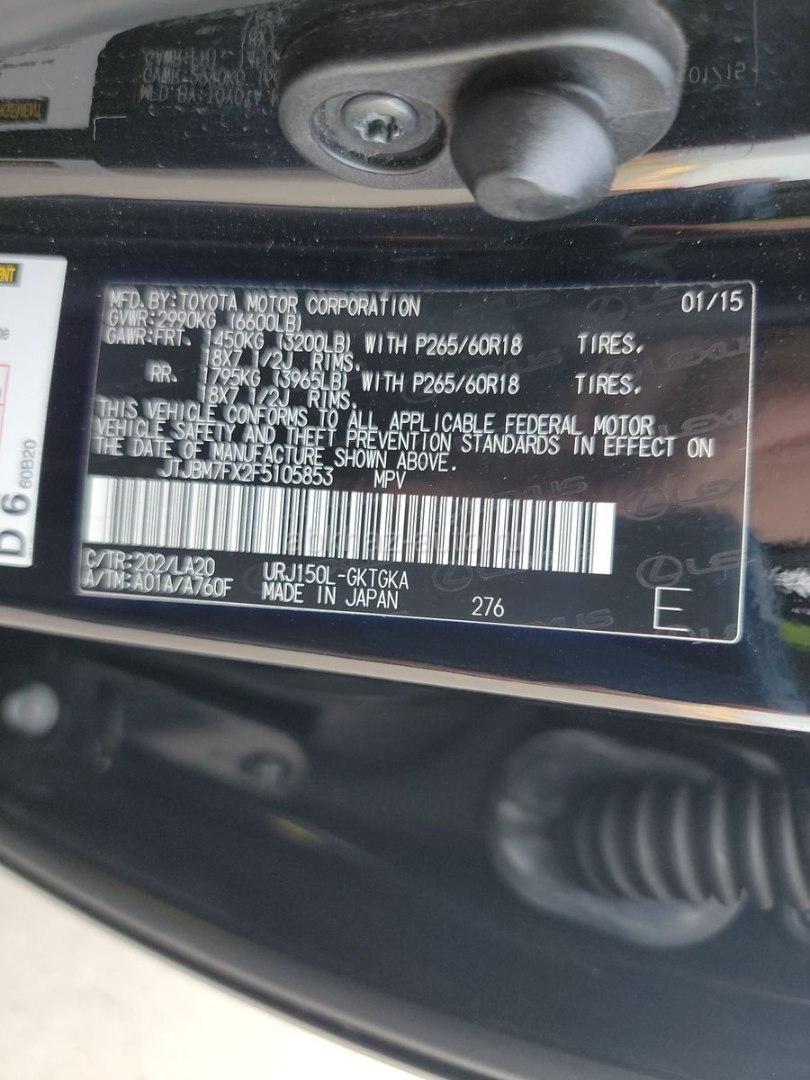 MFD.BY:TOYOTA MOTOR CORPORATION 01/15
GVWR:2990KG (6600LB)
GAWR:FRT. 1450KG (3200LB) WITH P265/60R18 TIRES,
18X7 1/2J RIMS,
RR. 1795KG (3965LB) WITH P265/60R18 TIRES,
18X7 1/2J RIMS,
THIS VEHICLE CONFORMS TO ALL APPLICABLE FEDERAL MOTOR
VEHICLE SAFETY AND THEFT PREVENTION STANDARDS IN EFFECT ON
THE DATE OF MANUFACTURE SHOWN ABOVE.
JTJBM7FX2F5105853 MPV
C/TR:202/LA20 URJ150L-GKTGKA
A/TM:A01A/A760F MADE IN JAPAN 276 E
D 6
60B20
LEXUS